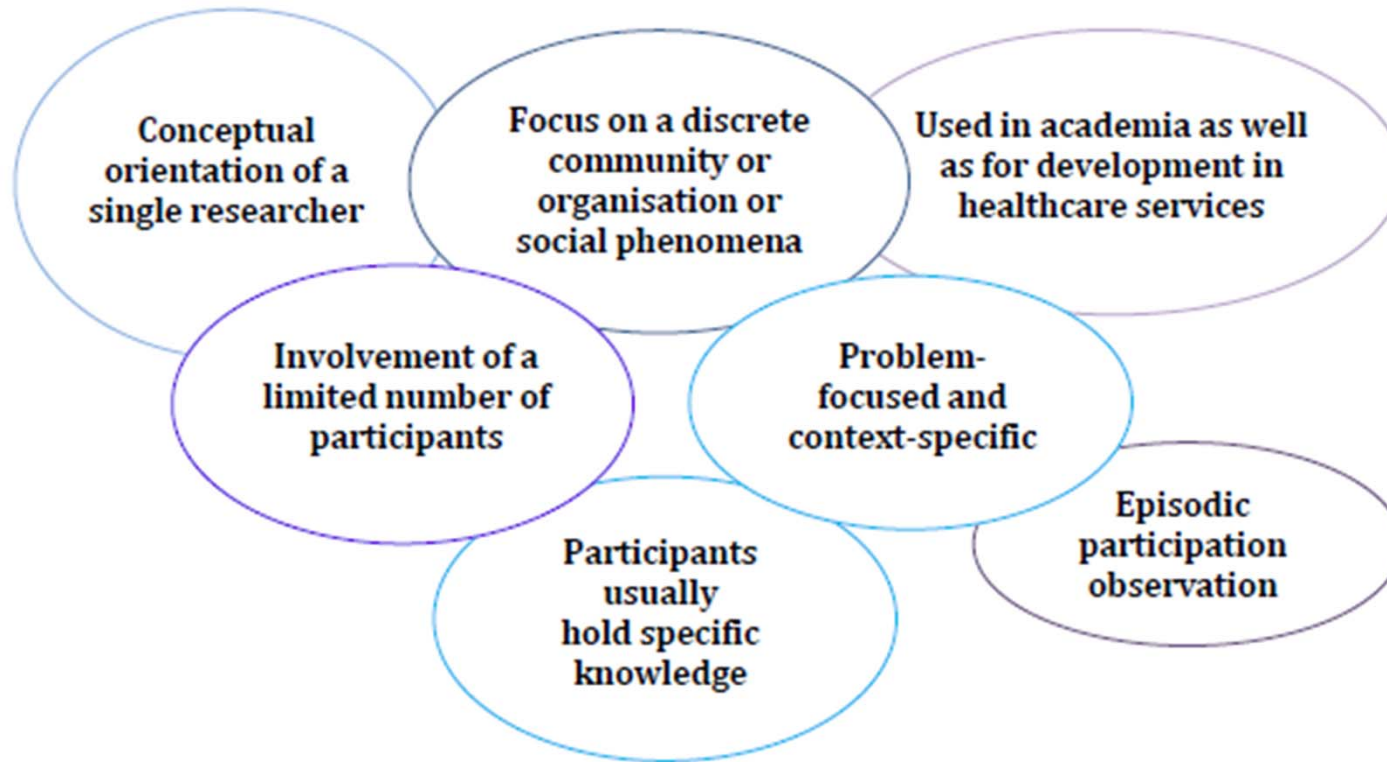 Conceptual
orientation of a
single researcher
Focus on a discrete
community or
organisation or
social phenomena
Used in academia as well
as for development in
healthcare services
Involvement of a
limited number of
participants
Problem-
focused and
context-specific
Participants
usually
hold specific
knowledge
Episodic
participation
observation